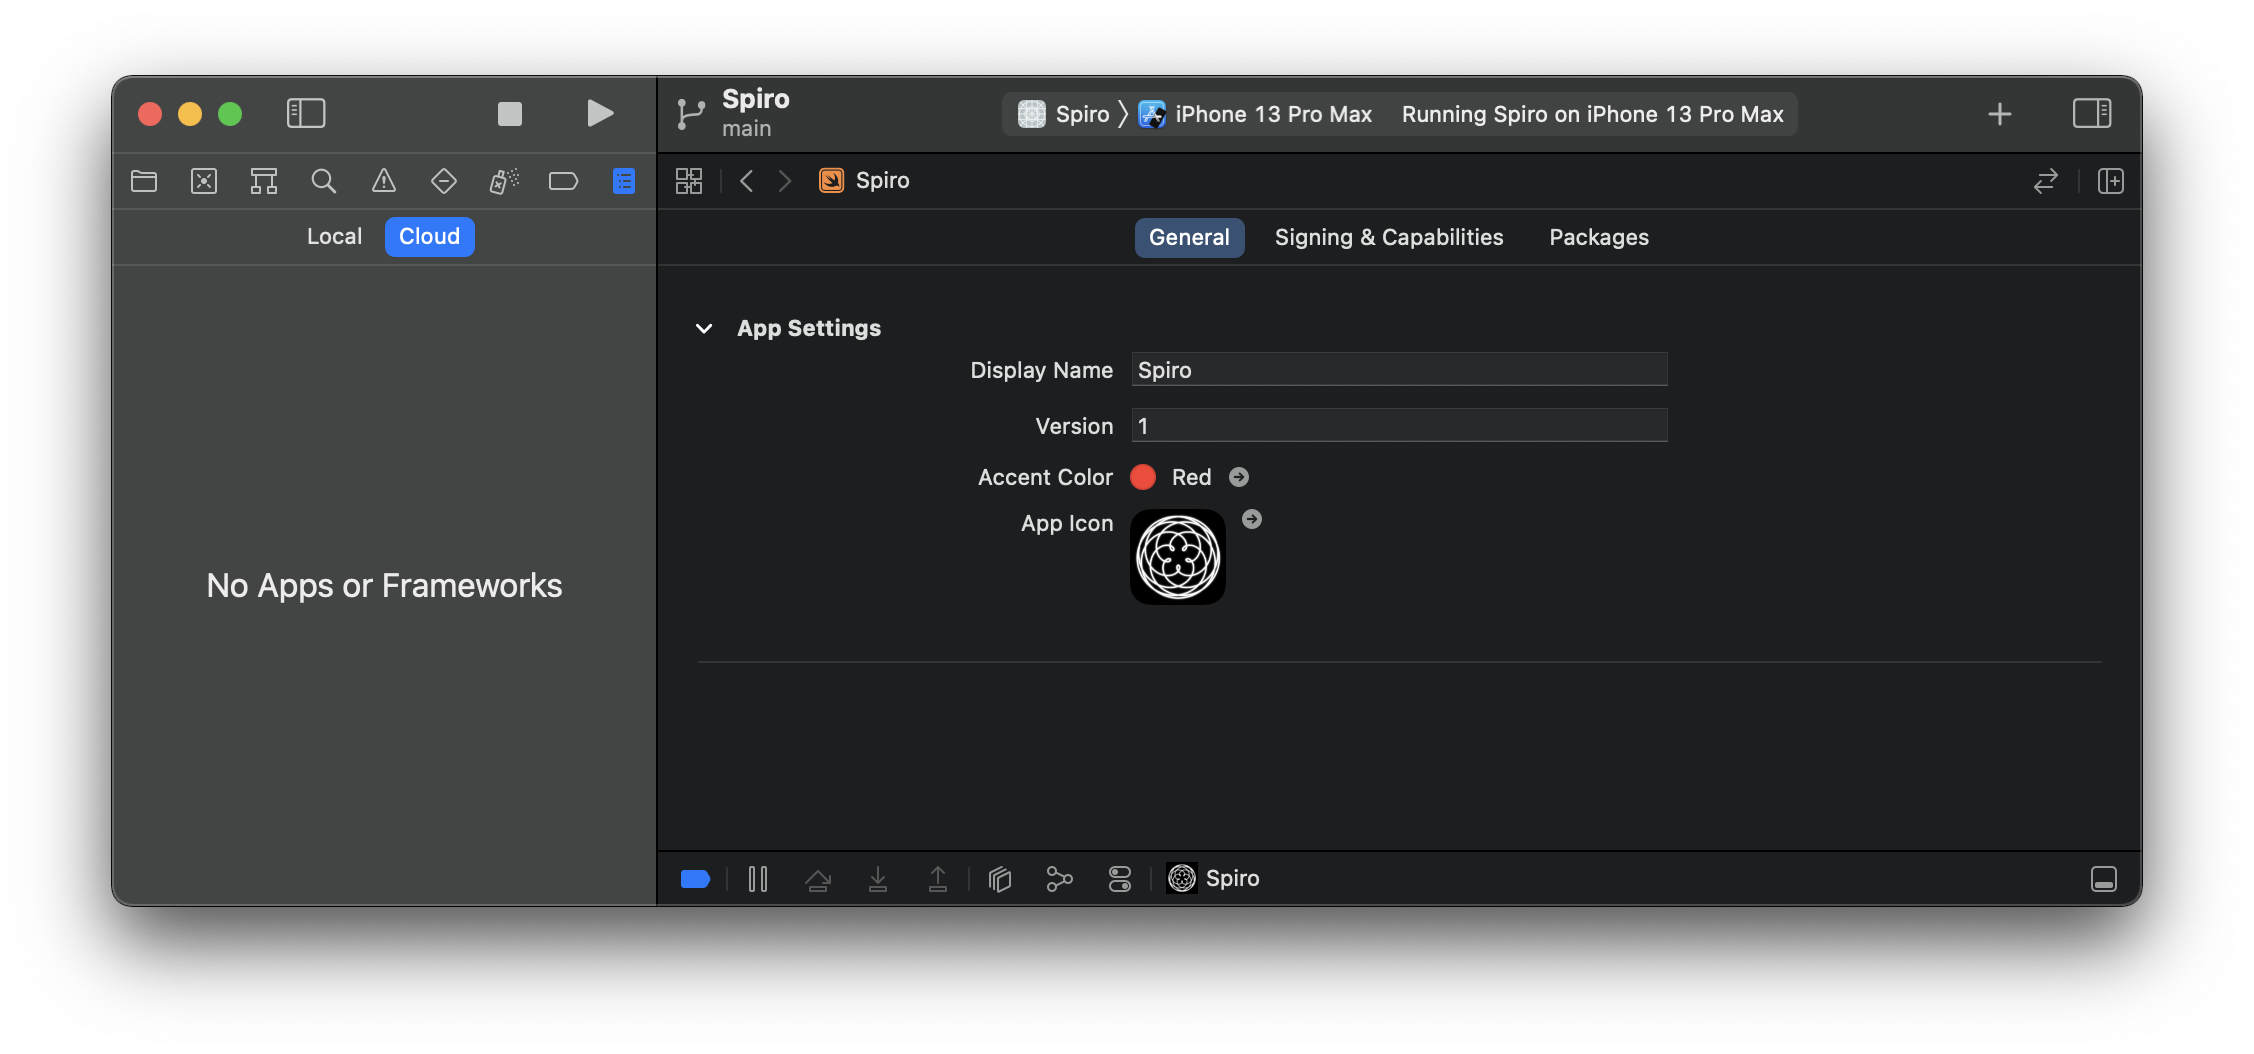 Spiro
main
Spiro
iPhone 13 Pro Max
Running Spiro on iPhone 13 Pro Max
Spiro
Local
Cloud
General
Signing & Capabilities
Packages
No Apps or Frameworks
App Settings
Display Name
Spiro
Version
1
Accent Color
Red
App Icon
Spiro